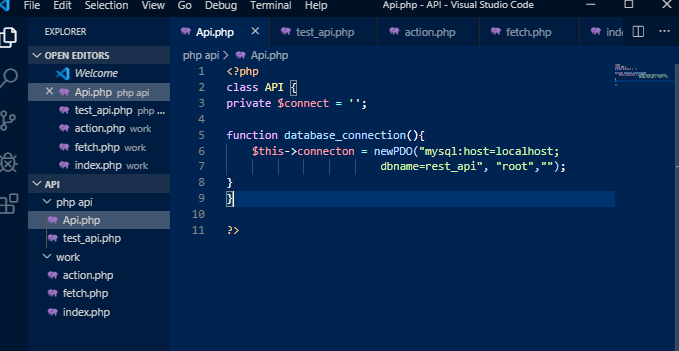 File Edit Selection View Go Debug Terminal Help Api.php - API - Visual Studio Code
EXPLORER
OPEN EDITORS
Welcome
Api.php php api
test_api.php php ...
action.php work
fetch.php work
index.php work
API
php api
Api.php
test_api.php
work
action.php
fetch.php
index.php
Api.php test_api.php action.php fetch.php inde
php api > Api.php
1 <?php
2 class API {
3 private $connect = '';
4
5 function database_connection(){
6 $this->connecton = newPDO("mysql:host=localhost;
7 dbname=rest_api", "root","");
8 }
9 }
10
11 ?>